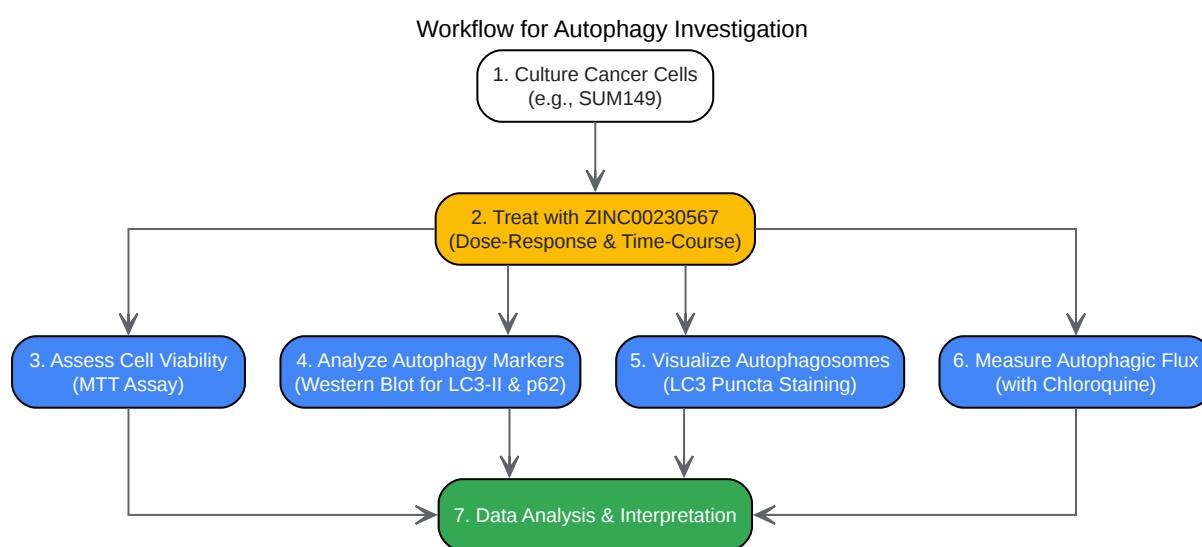 Workflow for Autophagy Investigation
1. Culture Cancer Cells
(e.g., SUM149)
2. Treat with ZINC00230567
(Dose-Response & Time-Course)
3. Assess Cell Viability
(MTT Assay)
4. Analyze Autophagy Markers
(Western Blot for LC3-II & p62)
5. Visualize Autophagosomes
(LC3 Puncta Staining)
6. Measure Autophagic Flux
(with Chloroquine)
7. Data Analysis & Interpretation